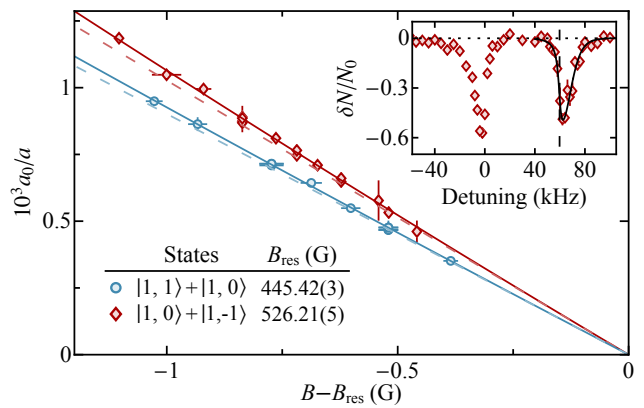 1
0.5
0
10³a₀/a
−1
−0.5
0
B−B_res (G)
States B_res (G)
|1, 1⟩+|1, 0⟩ 445.42(3)
|1, 0⟩+|1,-1⟩ 526.21(5)
0
−0.3
−0.6
δN/N₀
−40
0
40
80
Detuning (kHz)